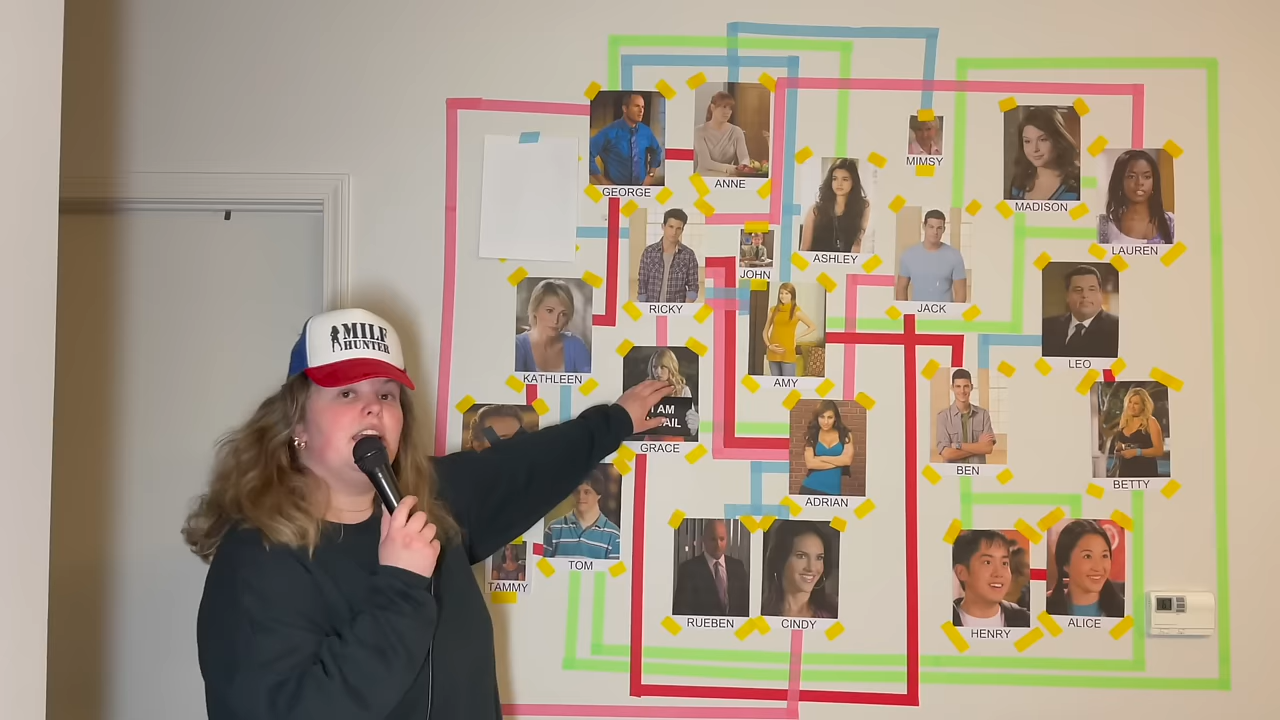 MILF
HUNTER
GEORGE
ANNE
MIMSY
MADISON
LAUREN
ASHLEY
JOHN
RICKY
JACK
KATHLEEN
AMY
LEO
I AM
GRACE
BEN
BETTY
ADRIAN
TOM
TAMMY
RUEBEN
CINDY
HENRY
ALICE